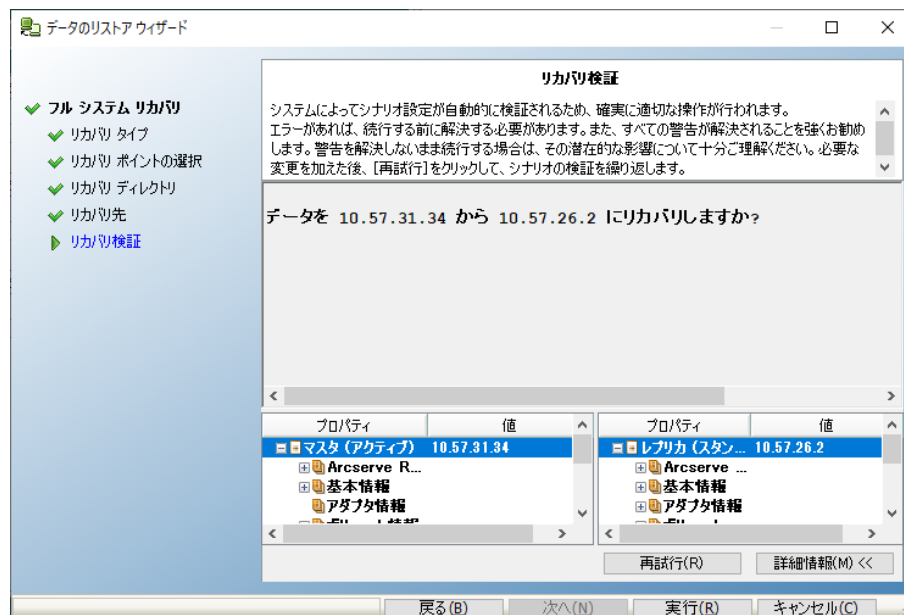 データのリストア ウィザード
フル システム リカバリ
リカバリ タイプ
リカバリ ポイントの選択
リカバリ ディレクトリ
リカバリ先
リカバリ検証
リカバリ検証
システムによってシナリオ設定が自動的に検証されるため、確実に適切な操作が行われます。
エラーがあれば、続行する前に解決する必要があります。また、すべての警告が解決されることを強くお勧め
します。警告を解決しないまま続行する場合は、その潜在的な影響について十分ご理解ください。必要な
変更を加えた後、[再試行]をクリックして、シナリオの検証を繰り返します。
データを 10.57.31.34 から 10.57.26.2 にリカバリしますか?
プロパティ 値
マスタ (アクティブ) 10.57.31.34
Arcserve R...
基本情報
アダプタ情報
プロパティ 値
レプリカ (スタン... 10.57.26.2
Arcserve ...
基本情報
アダプタ情報
再試行(R) 詳細情報(M) <<
戻る(B) 次へ(N) 実行(R) キャンセル(C)